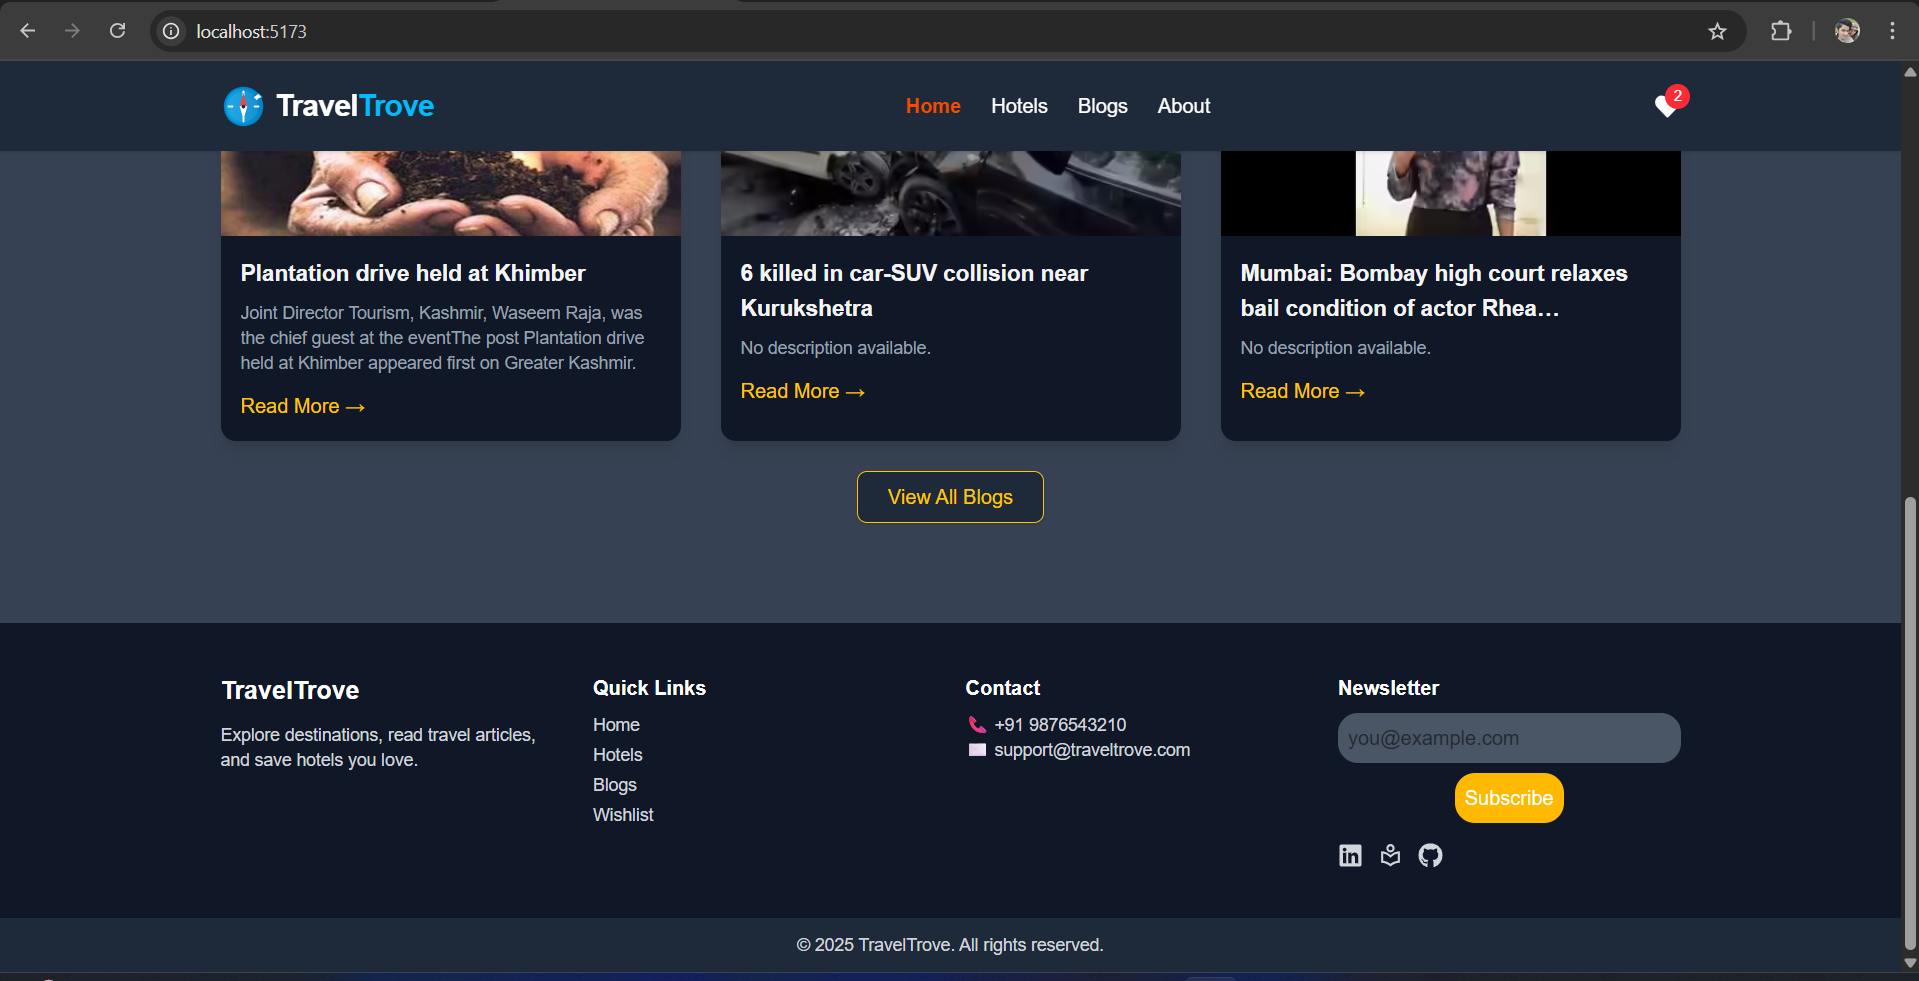 localhost:5173
TravelTrove
Home Hotels Blogs About
2
Plantation drive held at Khimber
Joint Director Tourism, Kashmir, Waseem Raja, was
the chief guest at the eventThe post Plantation drive
held at Khimber appeared first on Greater Kashmir.
Read More →
6 killed in car-SUV collision near
Kurukshetra
No description available.
Read More →
Mumbai: Bombay high court relaxes
bail condition of actor Rhea...
No description available.
Read More →
View All Blogs
TravelTrove
Explore destinations, read travel articles,
and save hotels you love.
Quick Links
Home
Hotels
Blogs
Wishlist
Contact
+91 9876543210
support@traveltrove.com
Newsletter
you@example.com
Subscribe
in
© 2025 TravelTrove. All rights reserved.